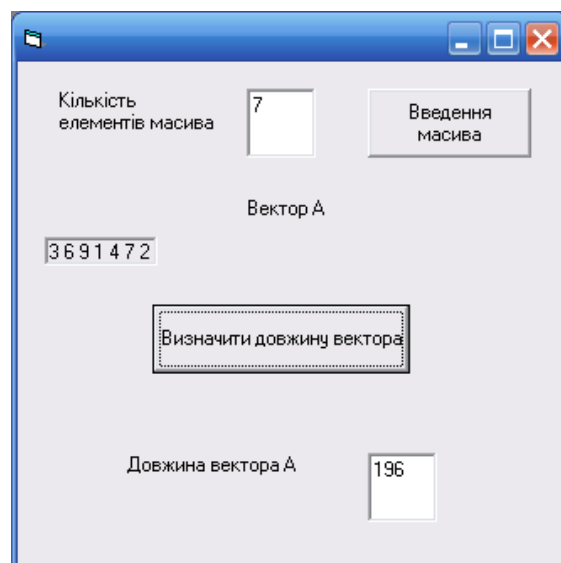 Кількість
елементів масива
7
Введення
масива
Вектор А
3 6 9 1 4 7 2
Визначити довжину вектора
Довжина вектора А
196